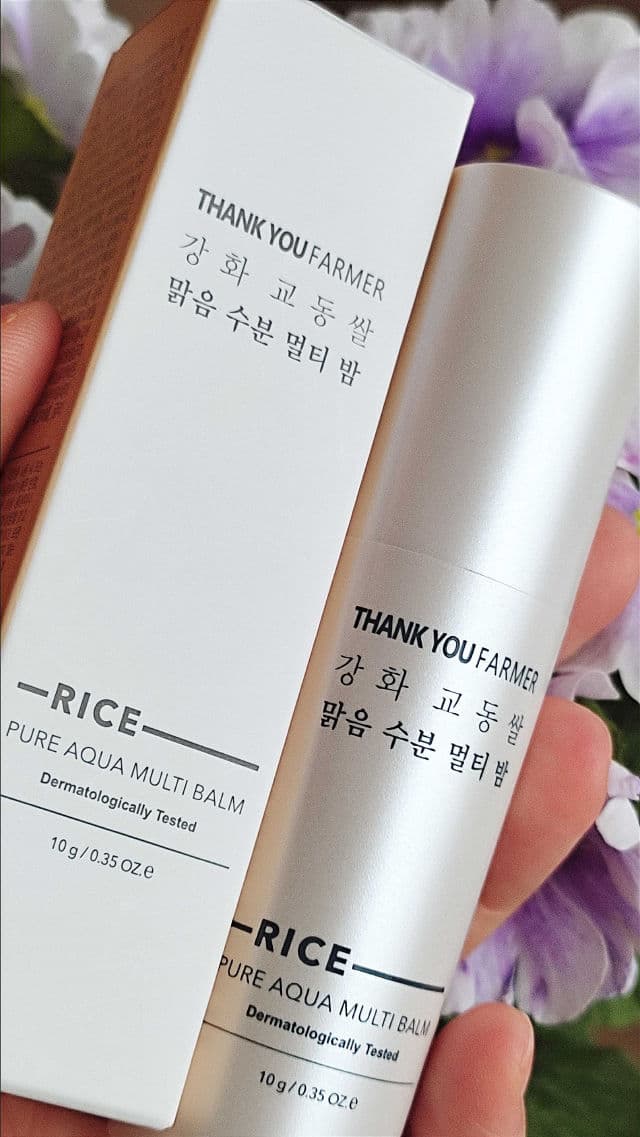 THANK YOU FARMER
강화 교동쌀
맑음 수분 멀티 밤
RICE
PURE AQUA MULTI BALM
Dermatologically Tested
10 g / 0.35 OZ.e
THANK YOU FARMER
강화 교동쌀
맑음 수분 멀티 밤
RICE
PURE AQUA MULTI BALM
Dermatologically Tested
10 g / 0.35 OZ.e